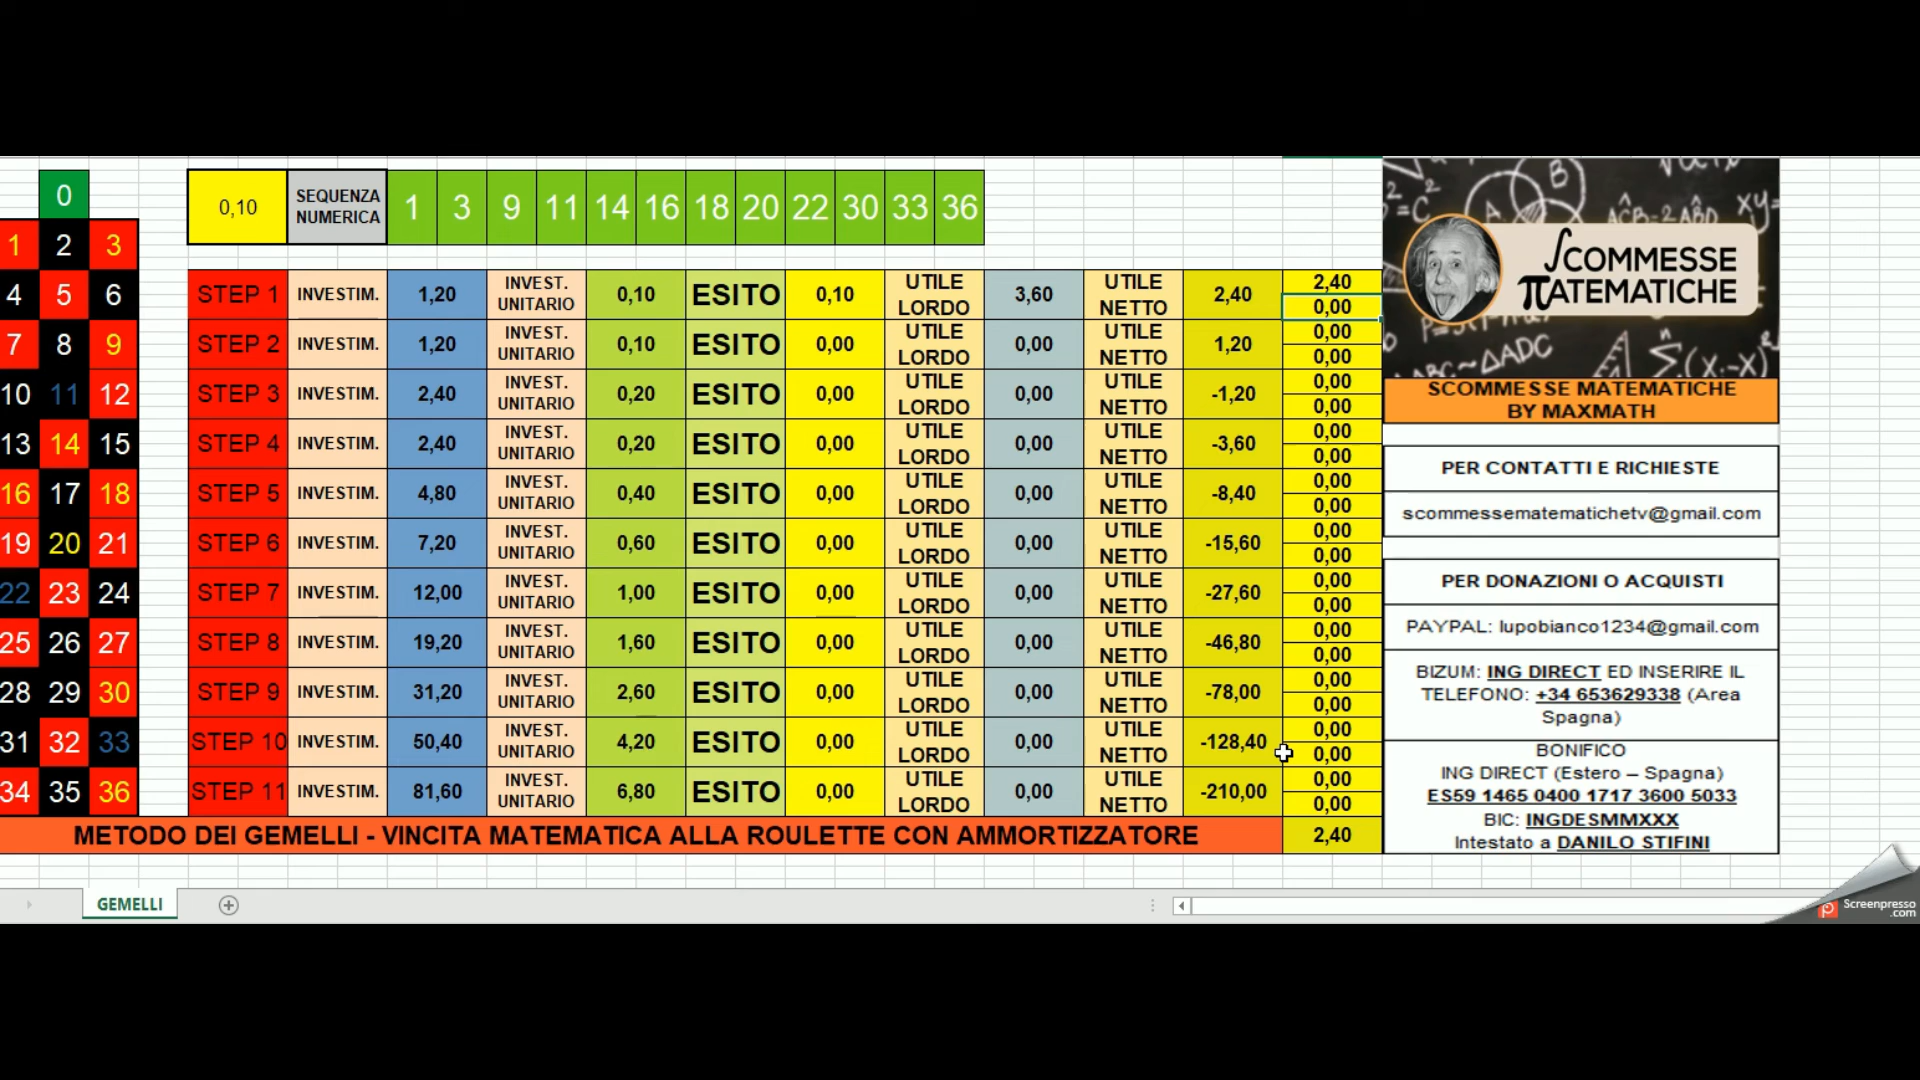 0,10 SEQUENZA NUMERICA 1 3 9 11 14 16 18 20 22 30 33 36
0
1 2 3
4 5 6
7 8 9
10 11 12
13 14 15
16 17 18
19 20 21
22 23 24
25 26 27
28 29 30
31 32 33
34 35 36
STEP 1 INVESTIM. 1,20 INVEST. UNITARIO 0,10 ESITO 0,10 UTILE LORDO 3,60 UTILE NETTO 2,40 2,40 0,00
STEP 2 INVESTIM. 1,20 INVEST. UNITARIO 0,10 ESITO 0,00 UTILE LORDO 0,00 UTILE NETTO 1,20 0,00 0,00
STEP 3 INVESTIM. 2,40 INVEST. UNITARIO 0,20 ESITO 0,00 UTILE LORDO 0,00 UTILE NETTO -1,20 0,00 0,00
STEP 4 INVESTIM. 2,40 INVEST. UNITARIO 0,20 ESITO 0,00 UTILE LORDO 0,00 UTILE NETTO -3,60 0,00 0,00
STEP 5 INVESTIM. 4,80 INVEST. UNITARIO 0,40 ESITO 0,00 UTILE LORDO 0,00 UTILE NETTO -8,40 0,00 0,00
STEP 6 INVESTIM. 7,20 INVEST. UNITARIO 0,60 ESITO 0,00 UTILE LORDO 0,00 UTILE NETTO -15,60 0,00 0,00
STEP 7 INVESTIM. 12,00 INVEST. UNITARIO 1,00 ESITO 0,00 UTILE LORDO 0,00 UTILE NETTO -27,60 0,00 0,00
STEP 8 INVESTIM. 19,20 INVEST. UNITARIO 1,60 ESITO 0,00 UTILE LORDO 0,00 UTILE NETTO -46,80 0,00 0,00
STEP 9 INVESTIM. 31,20 INVEST. UNITARIO 2,60 ESITO 0,00 UTILE LORDO 0,00 UTILE NETTO -78,00 0,00 0,00
STEP 10 INVESTIM. 50,40 INVEST. UNITARIO 4,20 ESITO 0,00 UTILE LORDO 0,00 UTILE NETTO -128,40 0,00 0,00
STEP 11 INVESTIM. 81,60 INVEST. UNITARIO 6,80 ESITO 0,00 UTILE LORDO 0,00 UTILE NETTO -210,00 0,00 0,00
METODO DEI GEMELLI - VINCITA MATEMATICA ALLA ROULETTE CON AMMORTIZZATORE 2,40
∫COMMESSE
πATEMATICHE
SCOMMESSE MATEMATICHE
BY MAXMATH
PER CONTATTI E RICHIESTE
scommessematematichetv@gmail.com
PER DONAZIONI O ACQUISTI
PAYPAL: lupobianco1234@gmail.com
BIZUM: ING DIRECT ED INSERIRE IL
TELEFONO: +34 653629338 (Area
Spagna)
BONIFICO
ING DIRECT (Estero – Spagna)
ES59 1465 0400 1717 3600 5033
BIC: INGDESMMXXX
Intestato a DANILO STIFINI
GEMELLI
Screenpresso
.com